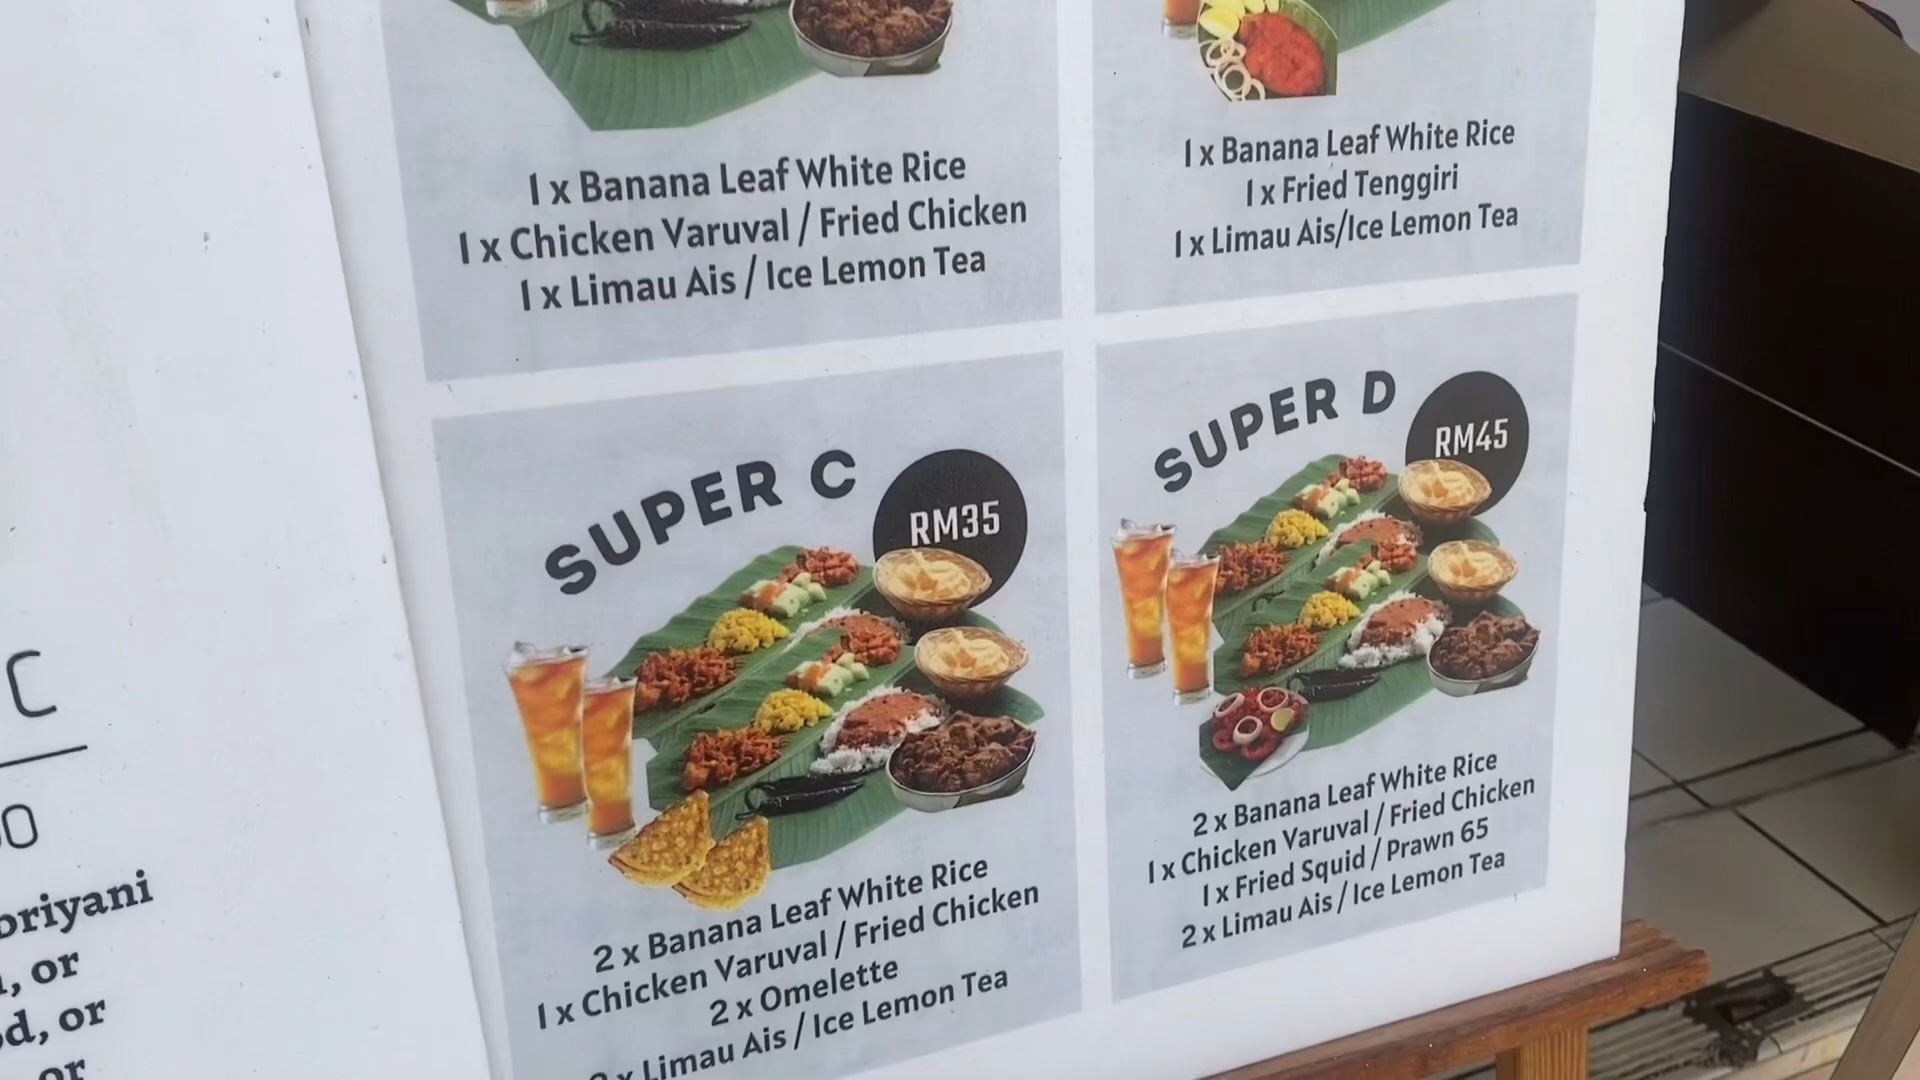 1 x Banana Leaf White Rice
1 x Chicken Varuval / Fried Chicken
1 x Limau Ais / Ice Lemon Tea
1 x Banana Leaf White Rice
1 x Fried Tenggiri
1 x Limau Ais/Ice Lemon Tea
SUPER C
RM35
2 x Banana Leaf White Rice
1 x Chicken Varuval / Fried Chicken
2 x Omelette
x Limau Ais / Ice Lemon Tea
SUPER D
RM45
2 x Banana Leaf White Rice
1 x Chicken Varuval / Fried Chicken
1 x Fried Squid / Prawn 65
2 x Limau Ais / Ice Lemon Tea
C
briyani
, or
or
or